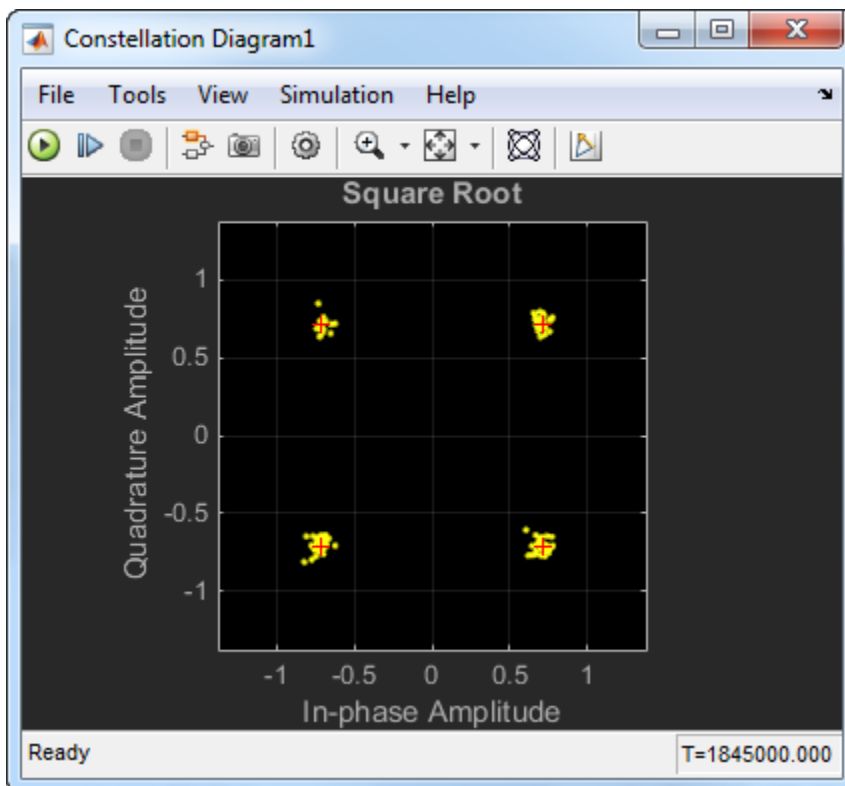 Constellation Diagram1
File Tools View Simulation Help
Square Root
Quadrature Amplitude
1
0.5
0
-0.5
-1
-1 -0.5 0 0.5 1
In-phase Amplitude
Ready T=1845000.000